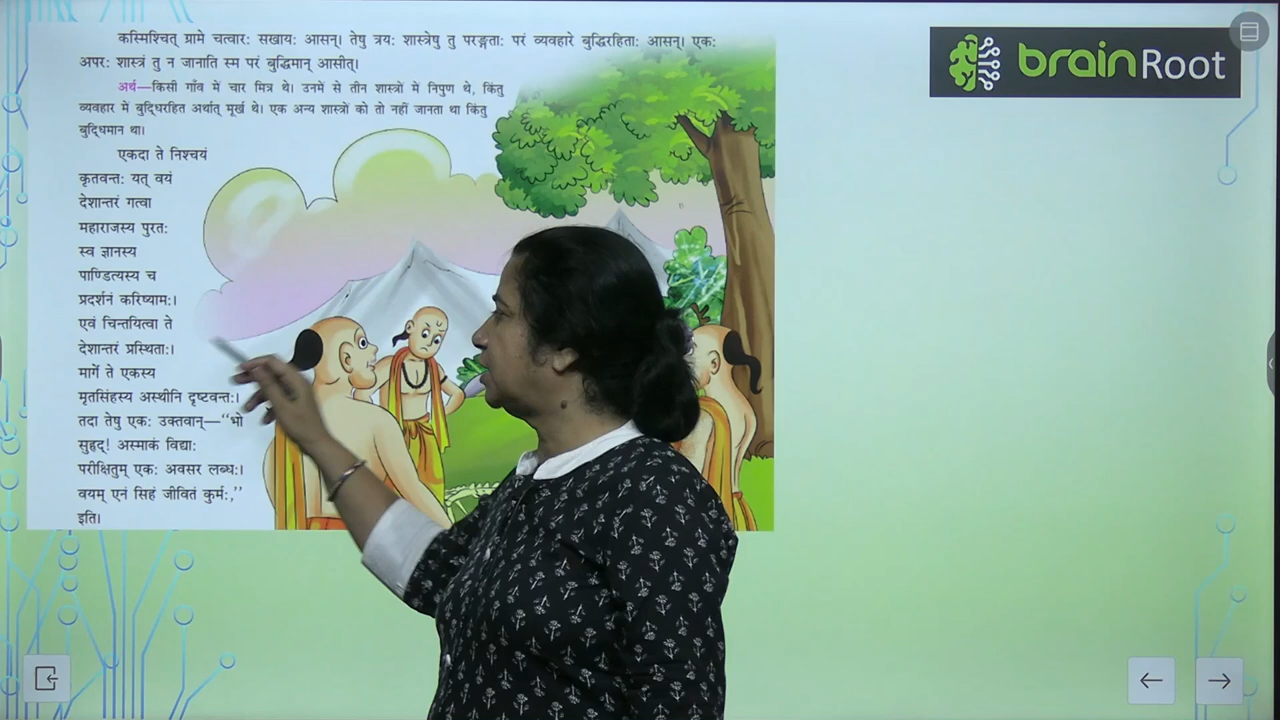 कस्मिश्चित् ग्रामे चत्वारः सखायः आसन्। तेषु त्रयः शास्त्रेषु तु परङ्गताः परं व्यवहारे बुद्धिरहिताः आसन्। एकः
अपरः शास्त्रं तु न जानाति स्म परं बुद्धिमान् आसीत्।
अर्थ—किसी गाँव में चार मित्र थे। उनमें से तीन शास्त्रों में निपुण थे, किंतु
व्यवहार में बुद्धिरहित अर्थात् मूर्ख थे। एक अन्य शास्त्रों को तो नहीं जानता था किंतु
बुद्धिमान था।
एकदा ते निश्चयं
कृतवन्तः यत् वयं
देशान्तरं गत्वा
महाराजस्य पुरतः
स्व ज्ञानस्य
पाण्डित्यस्य च
प्रदर्शनं करिष्यामः।
एवं चिन्तयित्वा ते
देशान्तरं प्रस्थिताः।
मार्गे ते एकस्य
मृतसिंहस्य अस्थीनि दृष्टवन्तः।
तदा तेषु एकः उक्तवान्—“भो
सुहृद्! अस्माकं विद्याः
परीक्षितुम् एकः अवसर लब्धः।
वयम् एनं सिहं जीवितं कुर्मः,”
इति।
brainRoot